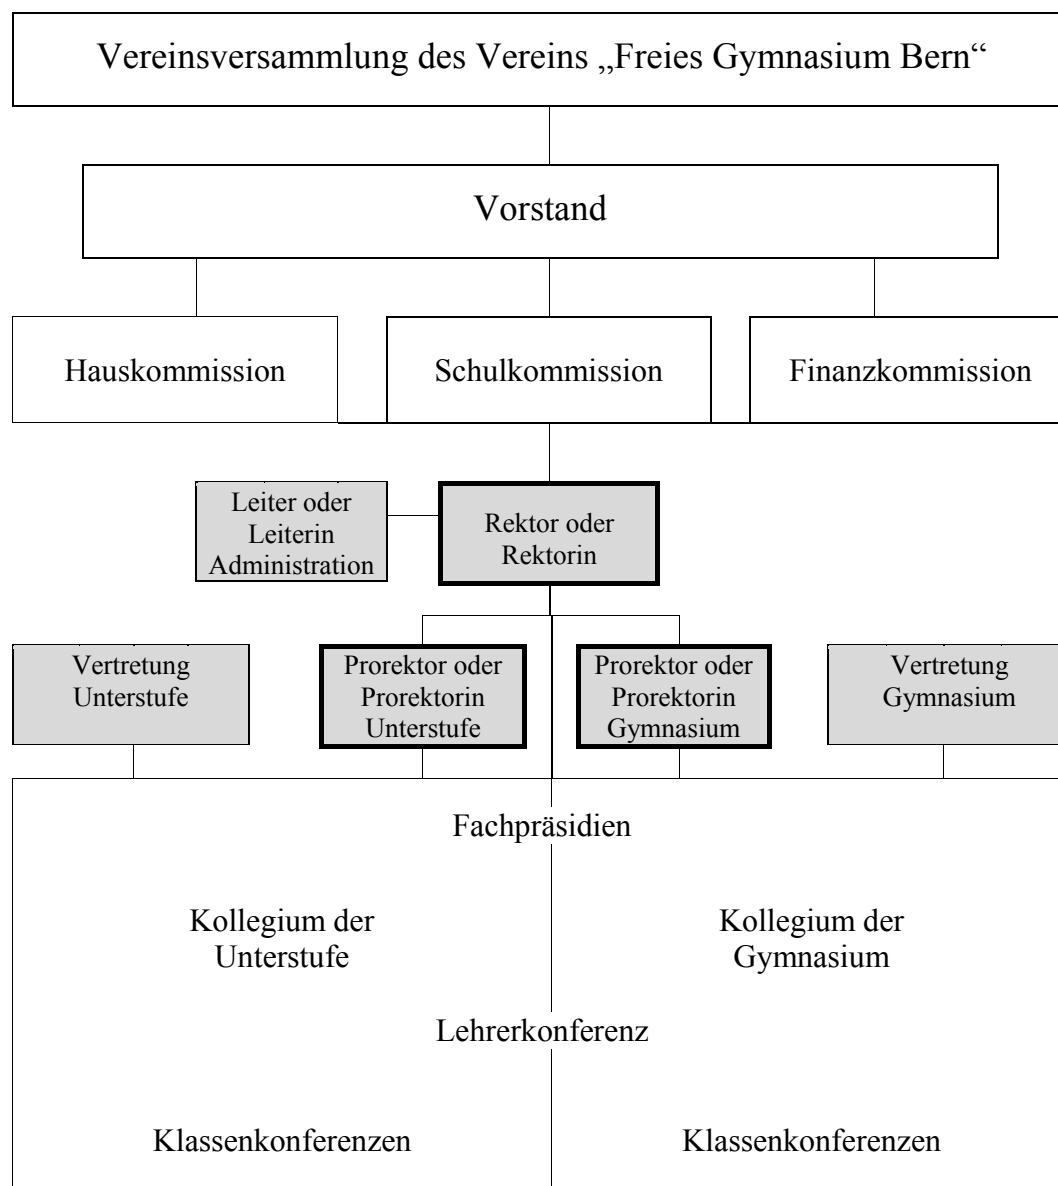 Vereinsversammlung des Vereins „Freies Gymnasium Bern“
Vorstand
Hauskommission
Schulkommission
Finanzkommission
Leiter oder
Leiterin
Administration
Rektor oder
Rektorin
Vertretung
Unterstufe
Prorektor oder
Prorektorin
Unterstufe
Prorektor oder
Prorektorin
Gymnasium
Vertretung
Gymnasium
Fachpräsidien
Kollegium der
Unterstufe
Kollegium der
Gymnasium
Lehrerkonferenz
Klassenkonferenzen
Klassenkonferenzen